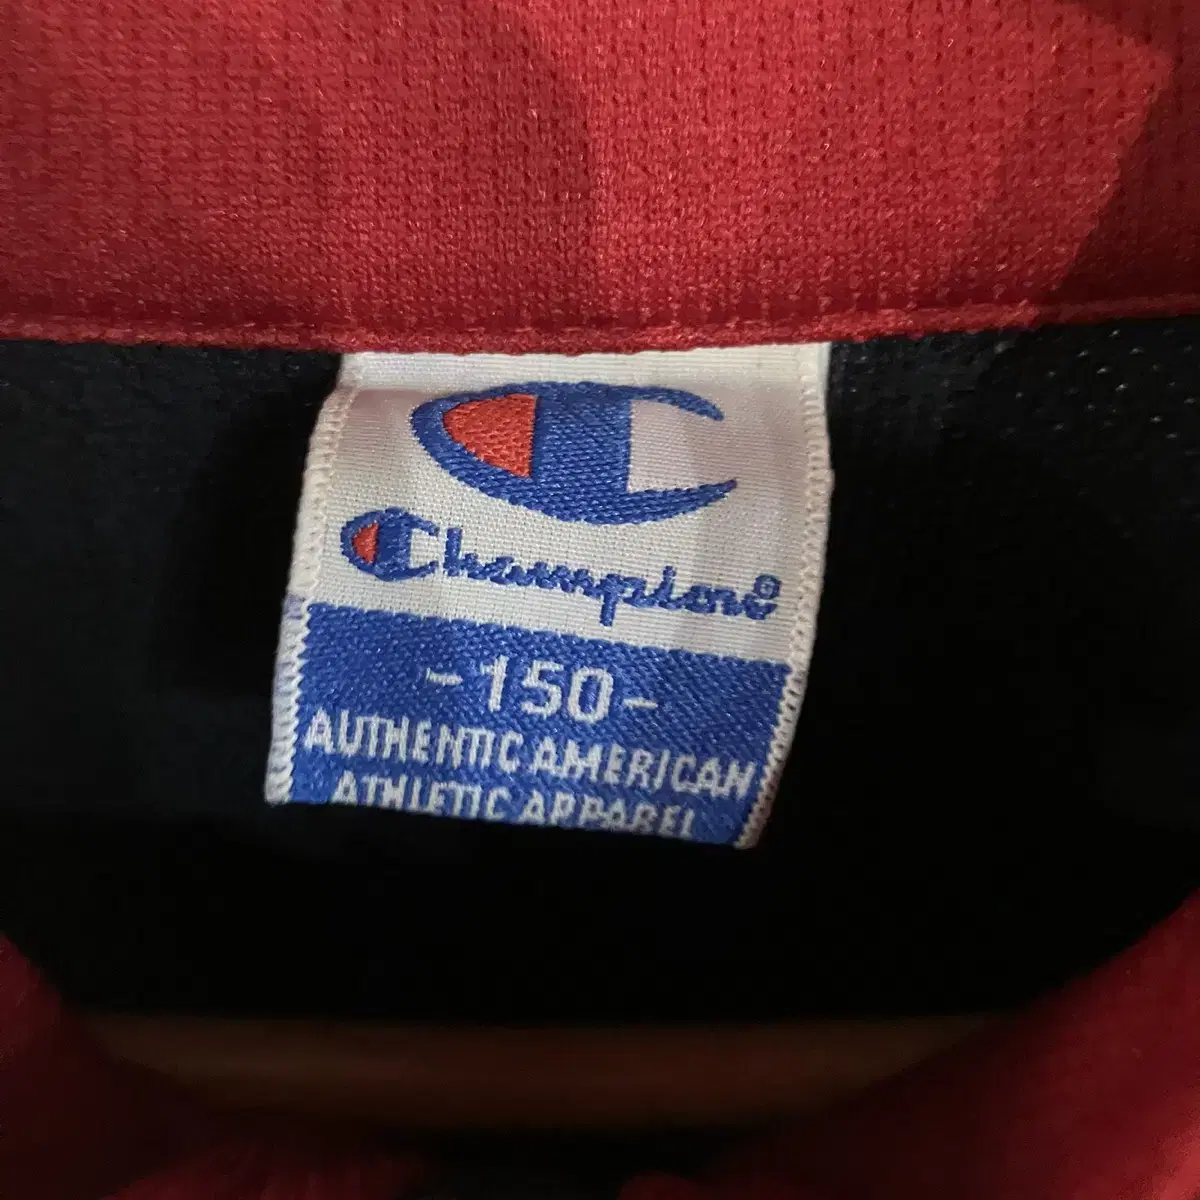 Champion®
-150-
AUTHENTIC AMERICAN
ATHLETIC APPAREL